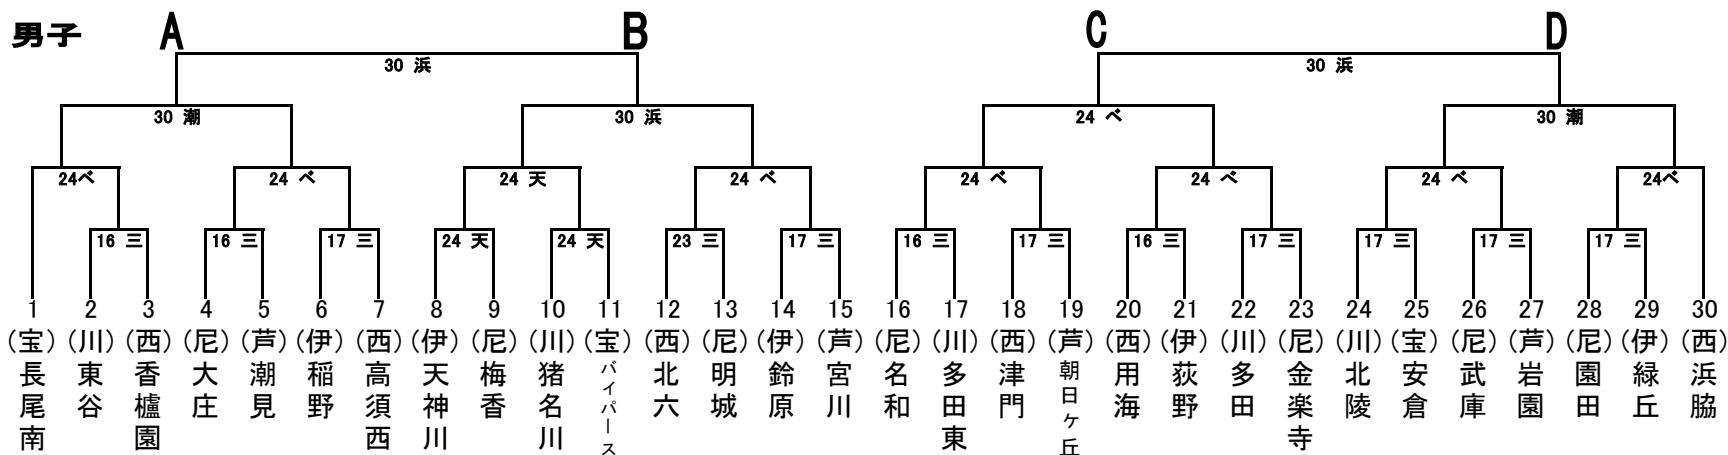 男子 A B C D
30 浜 30 浜
30 潮 30 浜 24 ベ 30 潮
24ベ 24 ベ 24 天 24 ベ 24 ベ 24 ベ 24 ベ 24ベ
16 三 16 三 17 三 24 天 24 天 23 三 17 三 16 三 17 三 16 三 17 三 17 三 17 三 17 三
1 2 3 4 5 6 7 8 9 10 11 12 13 14 15 16 17 18 19 20 21 22 23 24 25 26 27 28 29 30
(宝)長尾南
(川)東谷
(西)香櫨園
(尼)大庄
(芦)潮見
(伊)稲野
(西)高須西
(伊)天神川
(尼)梅香
(川)猪名川
(宝)バイパース
(西)北六
(尼)明城
(伊)鈴原
(芦)宮川
(尼)名和
(川)多田東
(西)津門
(芦)朝日ヶ丘
(西)用海
(伊)荻野
(川)多田
(尼)金楽寺
(川)北陵
(宝)安倉
(尼)武庫
(芦)岩園
(尼)園田
(伊)緑丘
(西)浜脇